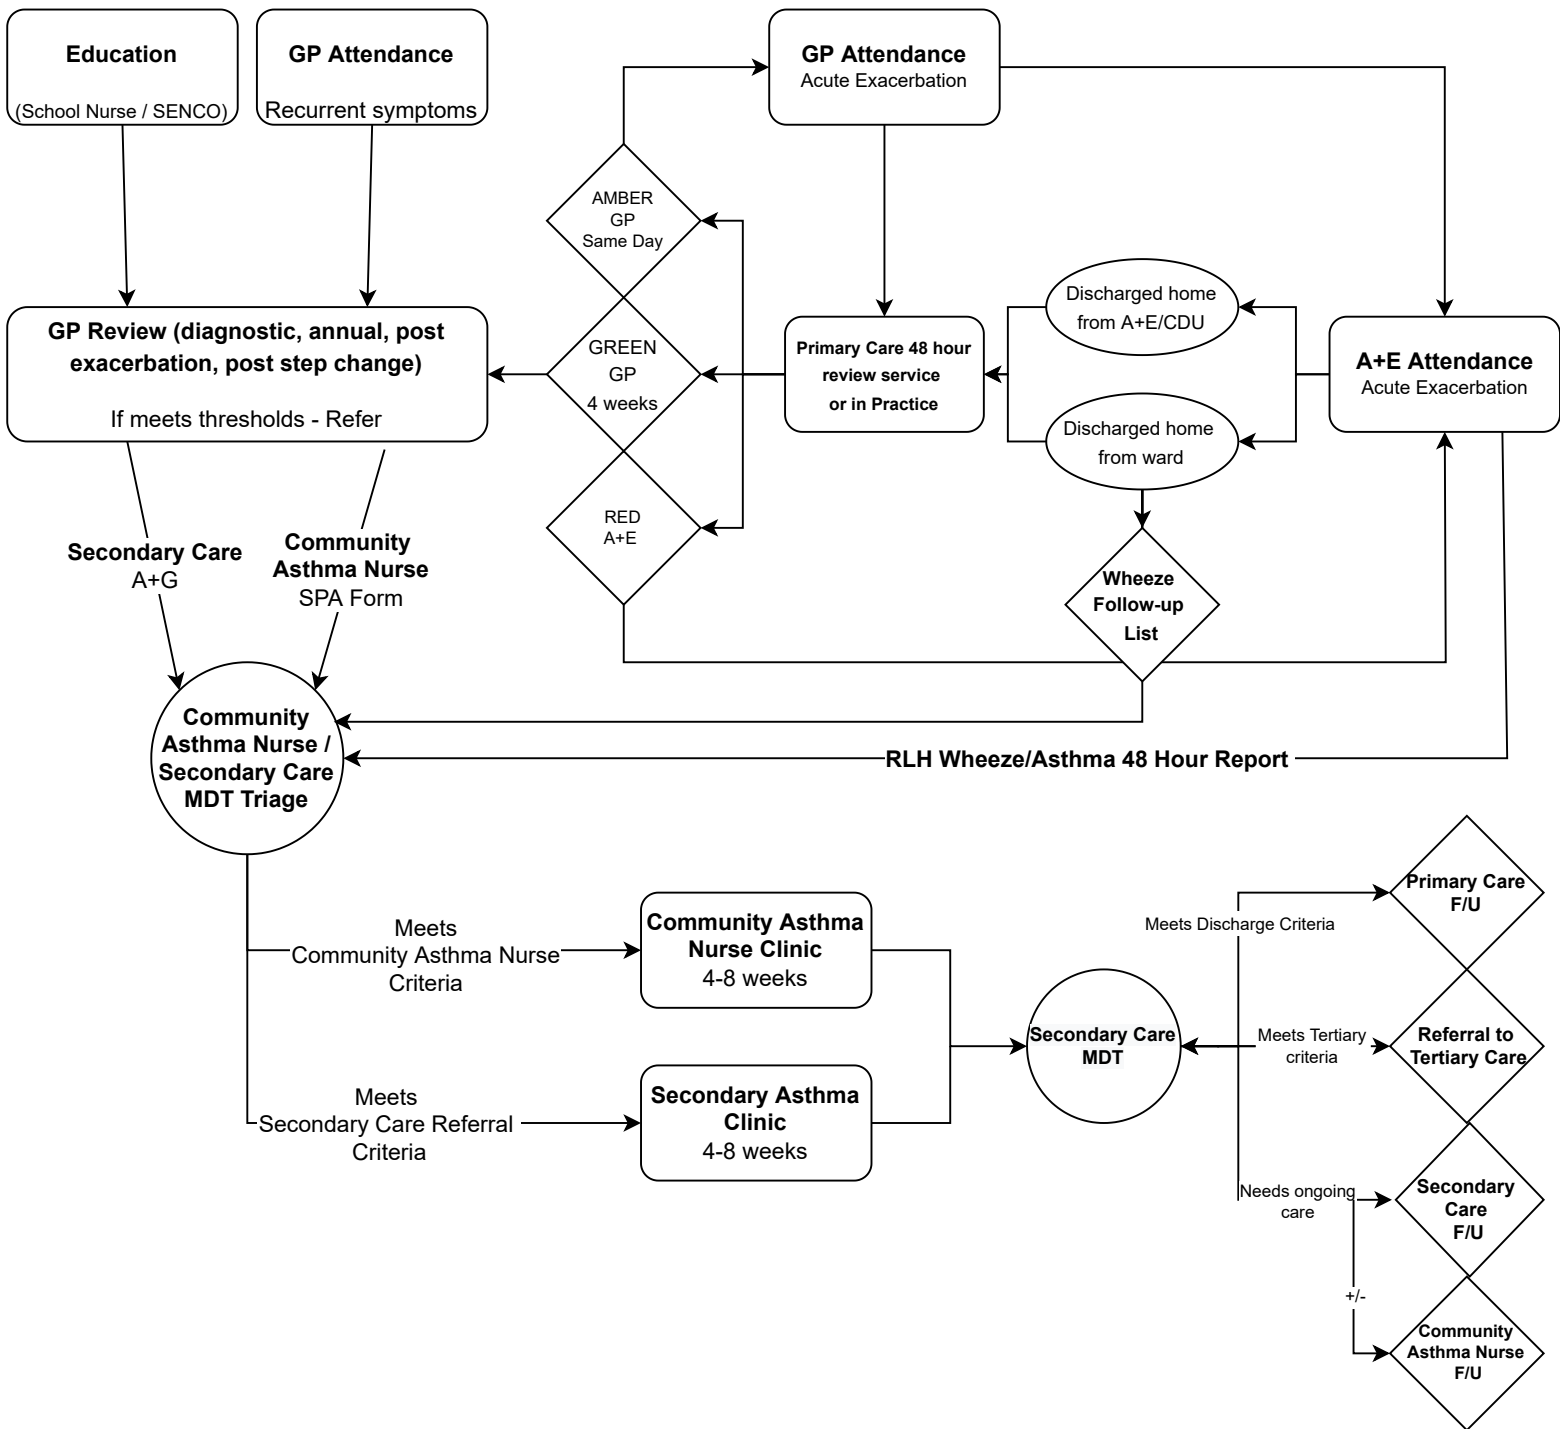 Education
(School Nurse / SENCO)
GP Attendance
Recurrent symptoms
GP Attendance
Acute Exacerbation
AMBER
GP
Same Day
GREEN
GP
4 weeks
RED
A+E
GP Review (diagnostic, annual, post
exacerbation, post step change)
If meets thresholds - Refer
Primary Care 48 hour
review service
or in Practice
Discharged home
from A+E/CDU
Discharged home
from ward
A+E Attendance
Acute Exacerbation
Secondary Care
A+G
Community
Asthma Nurse
SPA Form
Wheeze
Follow-up
List
Community
Asthma Nurse /
Secondary Care
MDT Triage
RLH Wheeze/Asthma 48 Hour Report
Meets
Community Asthma Nurse
Criteria
Community Asthma
Nurse Clinic
4-8 weeks
Meets
Secondary Care Referral
Criteria
Secondary Asthma
Clinic
4-8 weeks
Secondary Care
MDT
Meets Discharge Criteria
Primary Care
F/U
Meets Tertiary
criteria
Referral to
Tertiary Care
Needs ongoing
care
Secondary
Care
F/U
+/-
Community
Asthma Nurse
F/U